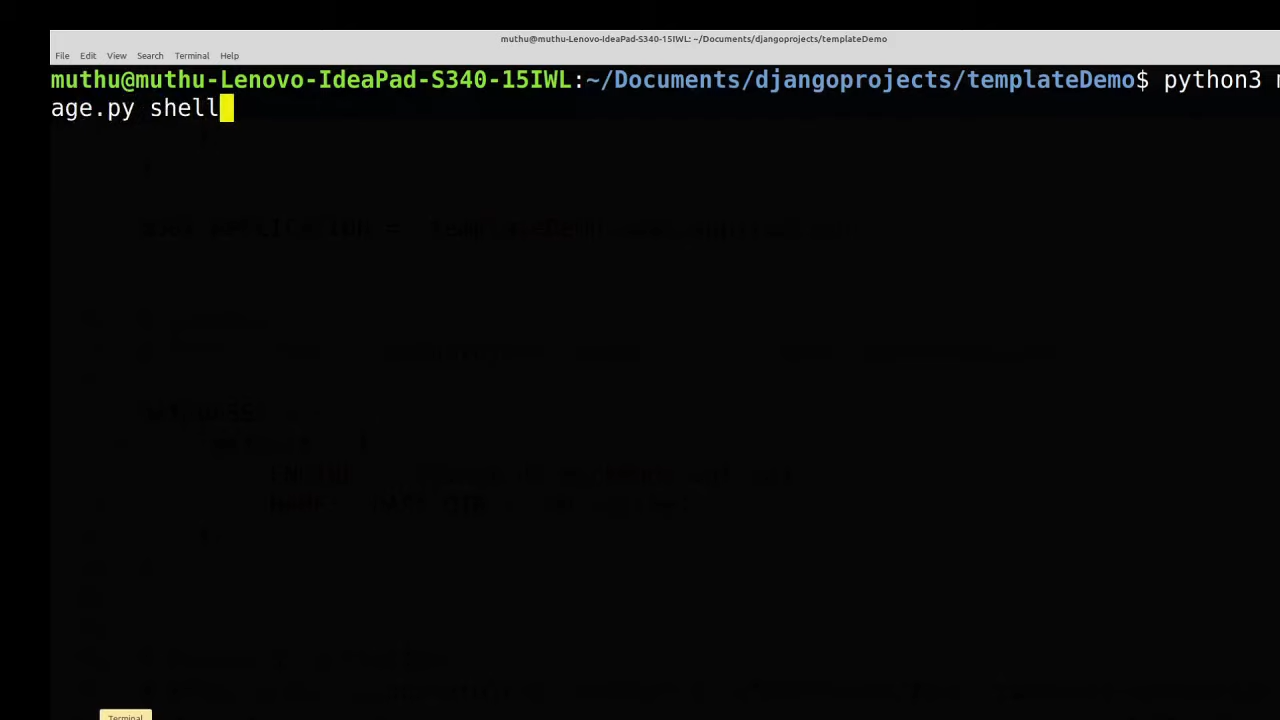 muthu@muthu-Lenovo-IdeaPad-S340-15IWL: ~/Documents/djangoprojects/templateDemo
File Edit View Search Terminal Help
muthu@muthu-Lenovo-IdeaPad-S340-15IWL:~/Documents/djangoprojects/templateDemo$ python3 m
age.py shell
Terminal